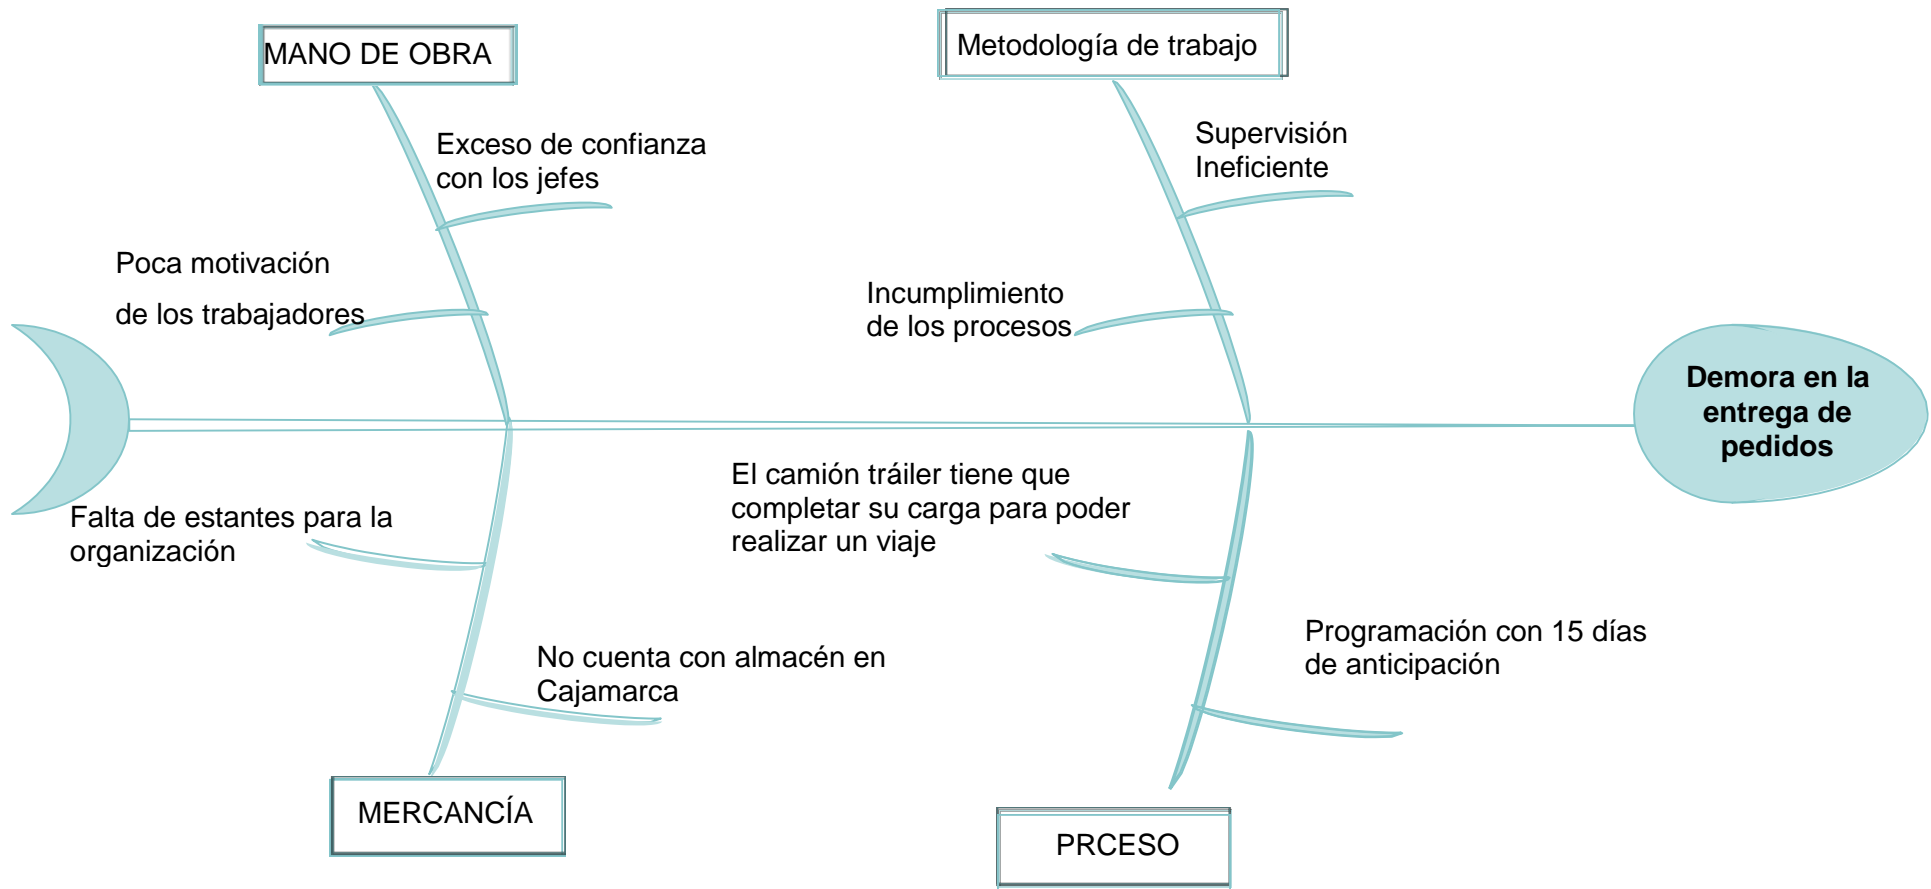 MANO DE OBRA
Metodología de trabajo
Exceso de confianza
con los jefes
Supervisión
Ineficiente
Poca motivación
de los trabajadores
Incumplimiento
de los procesos
Demora en la
entrega de
pedidos
Falta de estantes para la
organización
El camión tráiler tiene que
completar su carga para poder
realizar un viaje
No cuenta con almacén en
Cajamarca
Programación con 15 días
de anticipación
MERCANCÍA
PRCESO